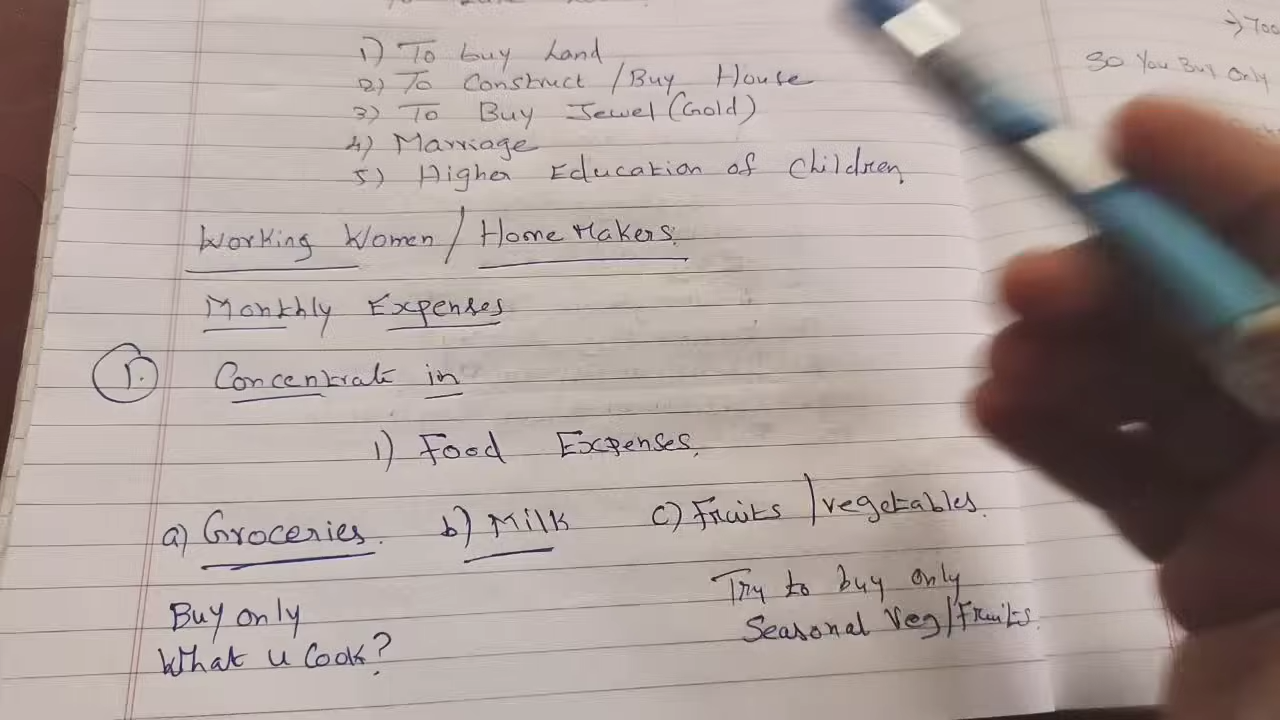 1) To buy Land
2) To Construct / Buy House
3) To Buy Jewel (Gold)
4) Marriage
5) Higher Education of Children.
Working Women / Home Makers.
Monthly Expenses
1. Concentrate in
1) Food Expenses.
a) Groceries. b) Milk c) Fruits / vegetables.
Buy only
What u Cook?
Try to buy only
Seasonal Veg/Fruits.
So You Buy Only